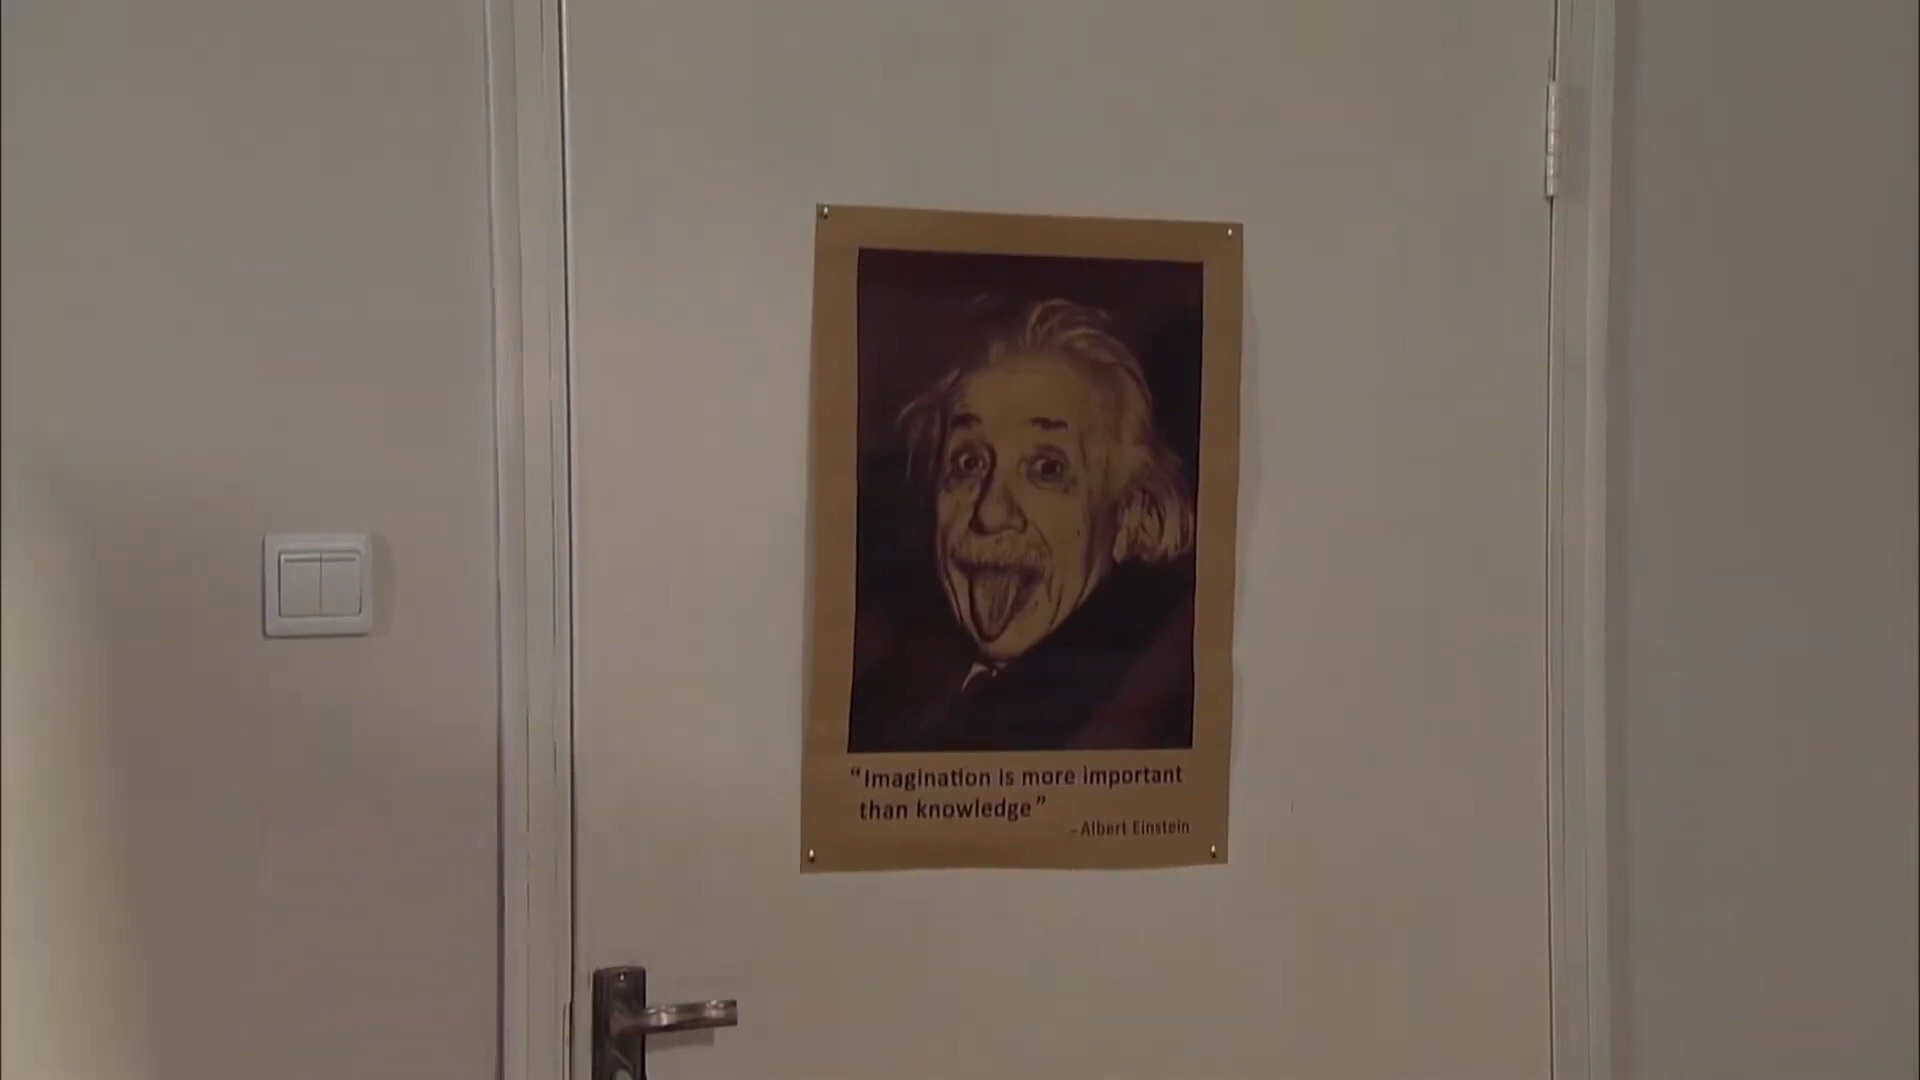 “Imagination is more important
than knowledge”
-Albert Einstein